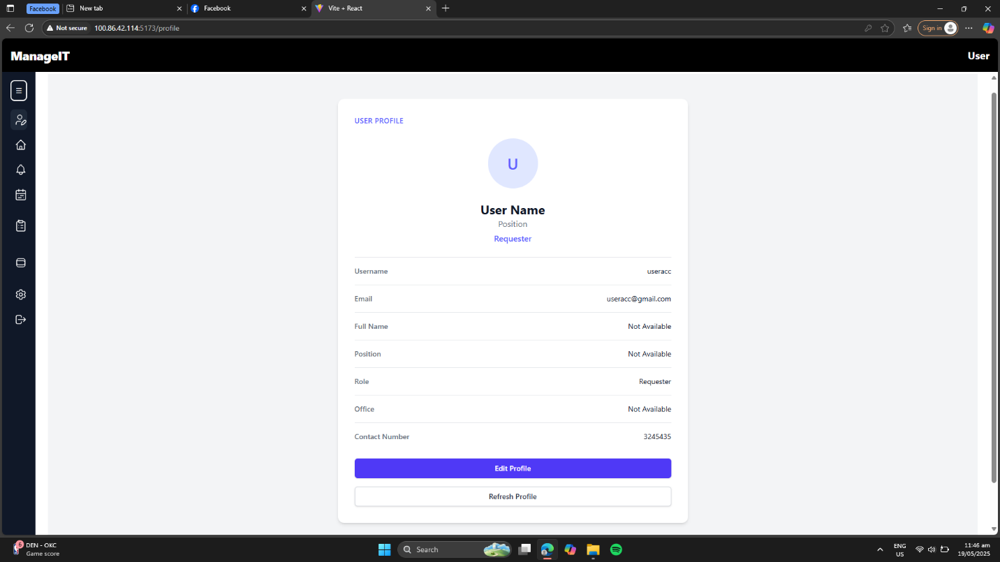 Facebook
New tab
Facebook
Vite + React
Not secure
100.86.42.114:5173/profile
Sign in
ManageIT
User
USER PROFILE
U
User Name
Position
Requester
Username useracc
Email useracc@gmail.com
Full Name Not Available
Position Not Available
Role Requester
Office Not Available
Contact Number 3245435
Edit Profile
Refresh Profile
6
DEN - OKC
Game score
Search
ENG
US
11:46 am
19/05/2025